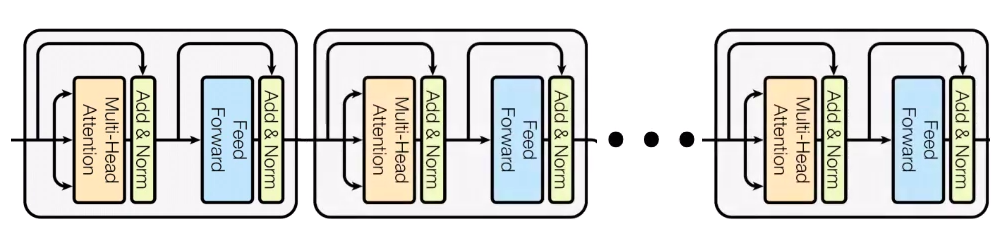 Multi-Head
Attention
Add & Norm
Feed
Forward
Add & Norm
Multi-Head
Attention
Add & Norm
Feed
Forward
Add & Norm
Multi-Head
Attention
Add & Norm
Feed
Forward
Add & Norm